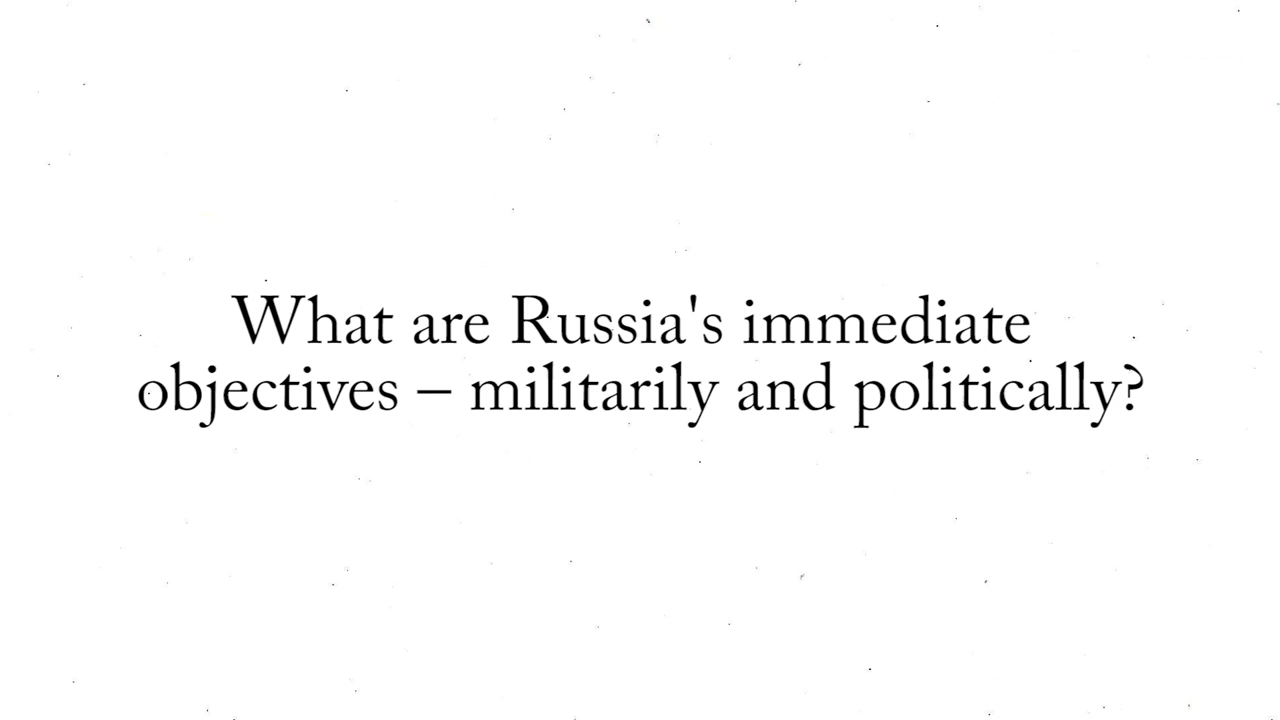 What are Russia's immediate
objectives – militarily and politically?